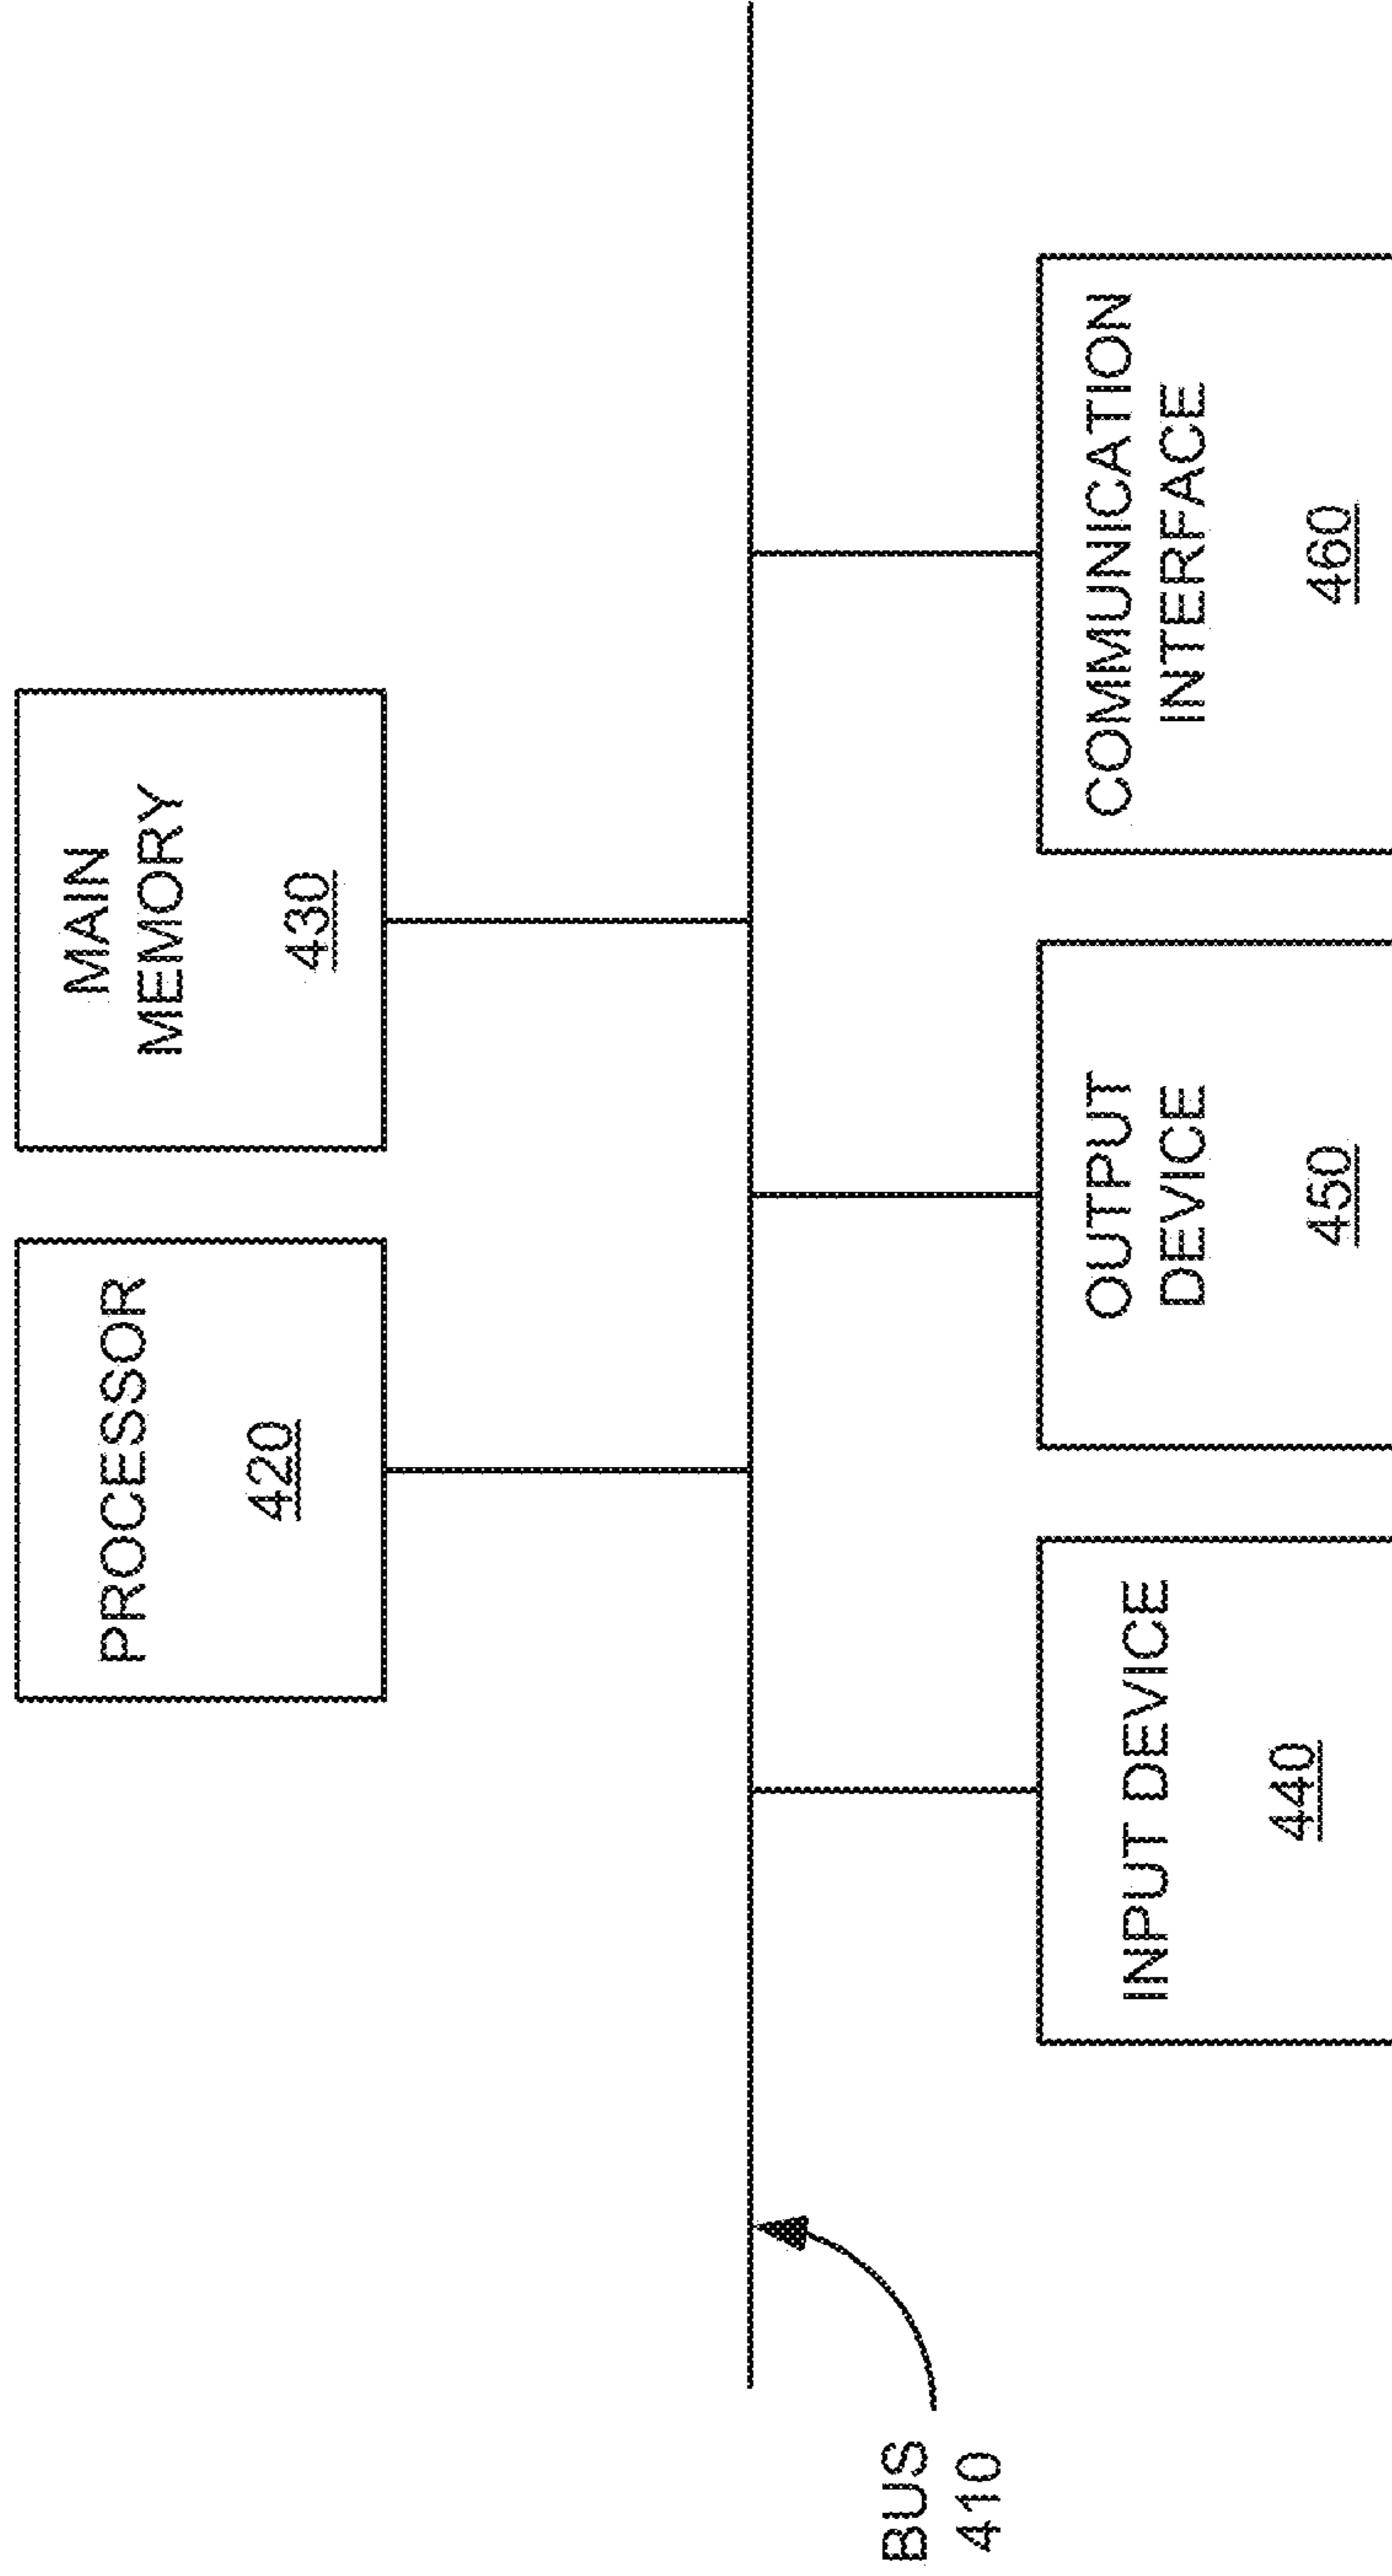 PROCESSOR
420
MAIN
MEMORY
430
BUS
410
INPUT DEVICE
440
OUTPUT
DEVICE
450
COMMUNICATION
INTERFACE
460